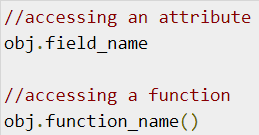 //accessing an attribute
obj.field_name
//accessing a function
obj.function_name()